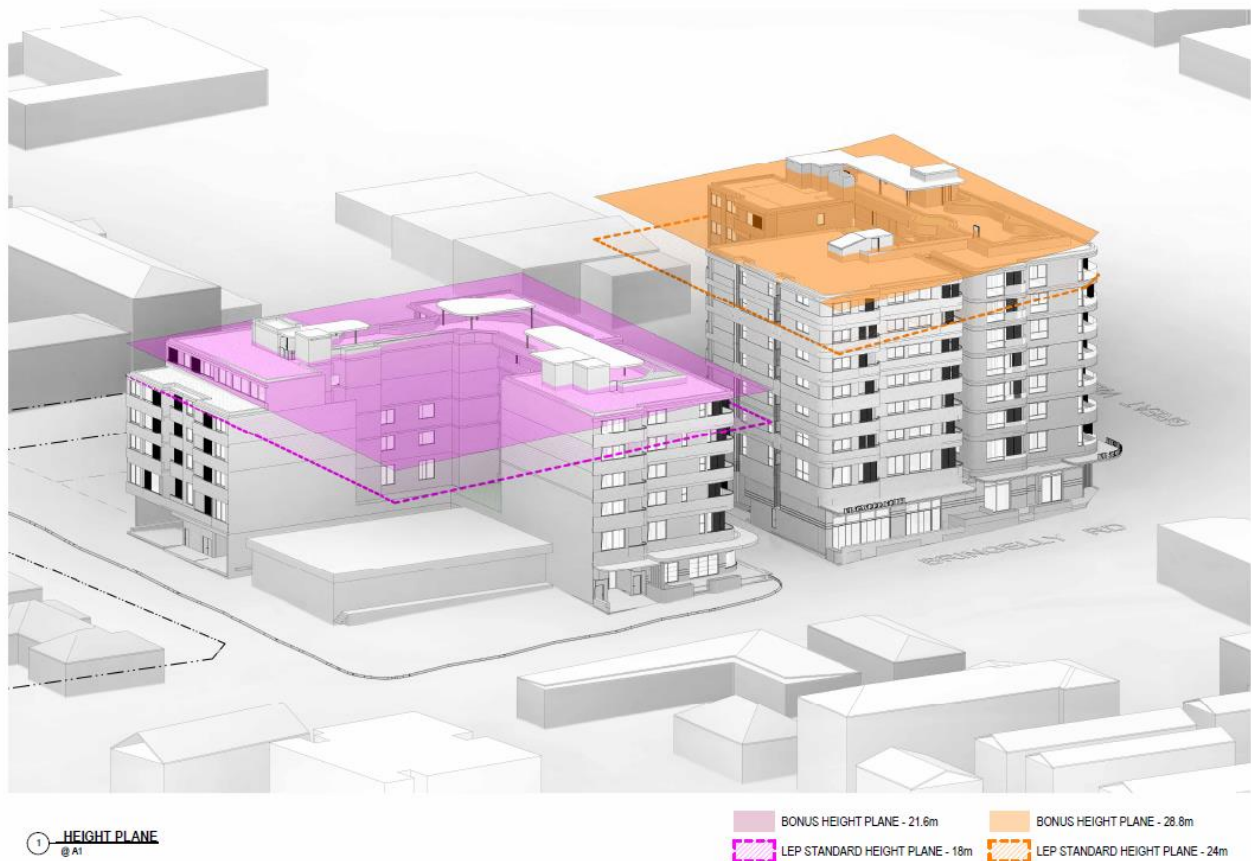 BRINGELLY RD
1
HEIGHT PLANE
@ A1
BONUS HEIGHT PLANE - 21.6m
BONUS HEIGHT PLANE - 28.8m
LEP STANDARD HEIGHT PLANE - 18m
LEP STANDARD HEIGHT PLANE - 24m